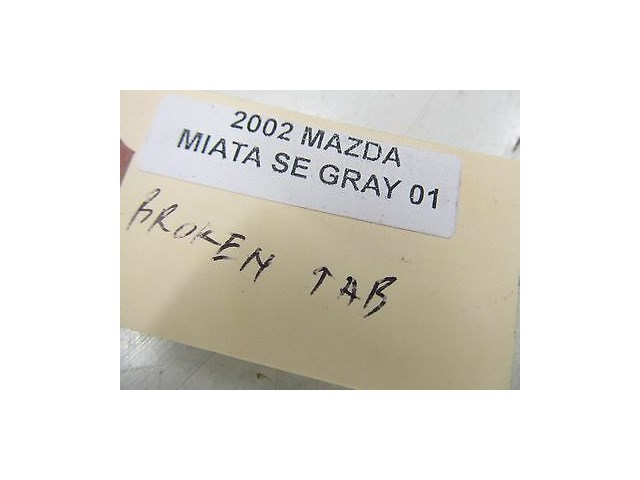 2002 MAZDA
MIATA SE GRAY 01
BROKEN TAB